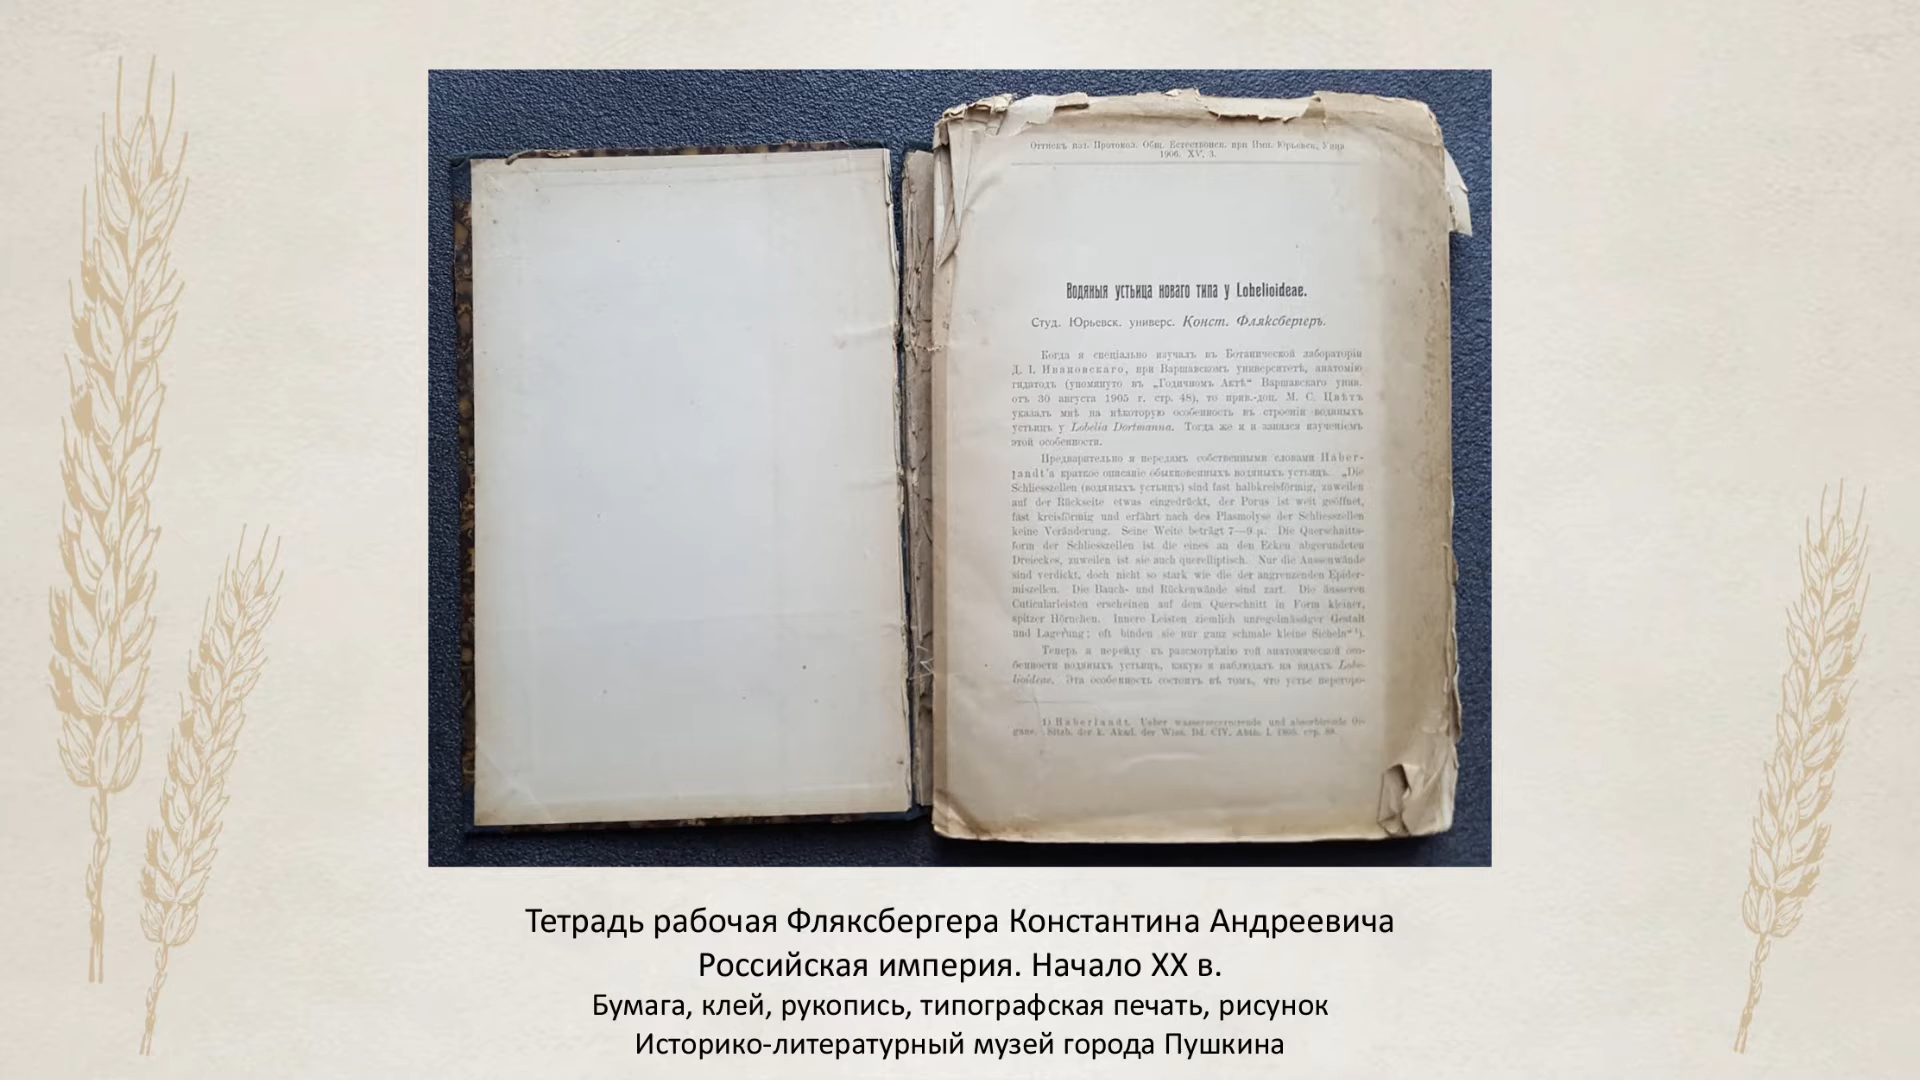 Оттискъ изъ Протокол. Общ. Естествоисп. при Имп. Юрьевск. Унив.
1906. XV, 3.
Водяныя устьица новаго типа у Lobelioideae.
Студ. Юрьевск. универс. Конст. Фляксбергеръ.
Когда я спеціально изучалъ въ Ботанической лабораторіи
Д. І. Ивановскаго, при Варшавскомъ университетѣ, анатомію
гидатодъ (упомянуто въ „Годичномъ Актѣ“ Варшавскаго унив.
отъ 30 августа 1905 г. стр. 48), то прив.-доц. М. С. Цвѣтъ
указалъ мнѣ на нѣкоторую особенность въ строеніи водяныхъ
устьицъ у Lobelia Dortmanna. Тогда же я и занялся изученіемъ
этой особенности.
Предварительно я передамъ собственными словами Haber-
landt'a краткое описаніе обыкновенныхъ водяныхъ устьицъ. „Die
Schliesszellen (водяныхъ устьицъ) sind fast halbkreisförmig, zuweilen
auf der Rückseite etwas eingedrückt, der Porus ist weit geöffnet,
fast kreisförmig und erfährt nach des Plasmolyse der Schliesszellen
keine Veränderung. Seine Weite beträgt 7—9 μ. Die Querschnitts-
form der Schliesszellen ist die eines an den Ecken abgerundeten
Dreieckes, zuweilen ist sie auch querelliptisch. Nur die Aussenwände
sind verdickt, doch nicht so stark wie die der angrenzenden Epider-
miszellen. Die Bauch- und Rückenwände sind zart. Die äusseren
Cuticularleisten erscheinen auf dem Querschnitt in Form kleiner,
spitzer Hörnchen. Innere Leisten ziemlich unregelmässiger Gestalt
und Lagerung; oft binden sie nur ganz schmale kleine Sicheln“ ¹).
Теперь я перейду къ разсмотрѣнію той анатомической осо-
бенности водяныхъ устьицъ, какую я наблюдалъ на видахъ Lobe-
lioideae. Эта особенность состоитъ въ томъ, что устье перегоро-
1) Haberlandt. Ueber wassersecernirende und absorbirende Or-
gane. Sitzb. der k. Akad. der Wiss. Bd. CIV. Abth. I. стр.
Тетрадь рабочая Фляксбергера Константина Андреевича
Российская империя. Начало XX в.
Бумага, клей, рукопись, типографская печать, рисунок
Историко-литературный музей города Пушкина